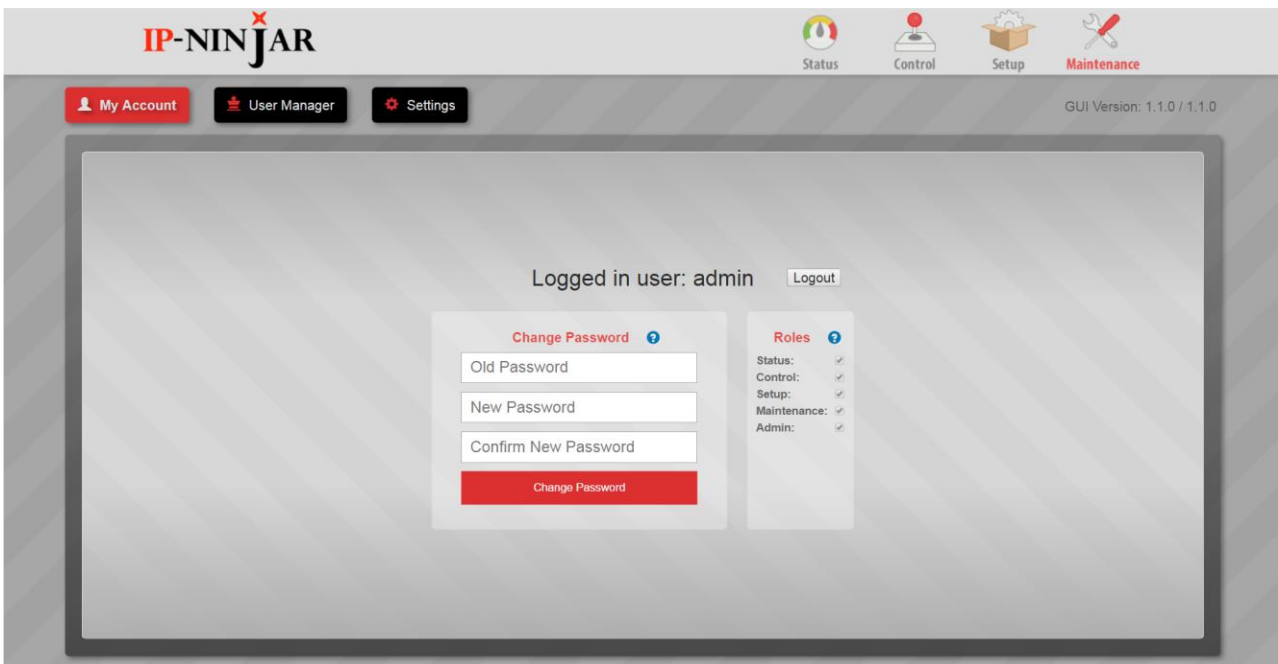 IP-NINJAR
Status Control Setup Maintenance
My Account User Manager Settings GUI Version: 1.1.0 / 1.1.0
Logged in user: admin Logout
Change Password
Old Password
New Password
Confirm New Password
Change Password
Roles
Status:
Control:
Setup:
Maintenance:
Admin: